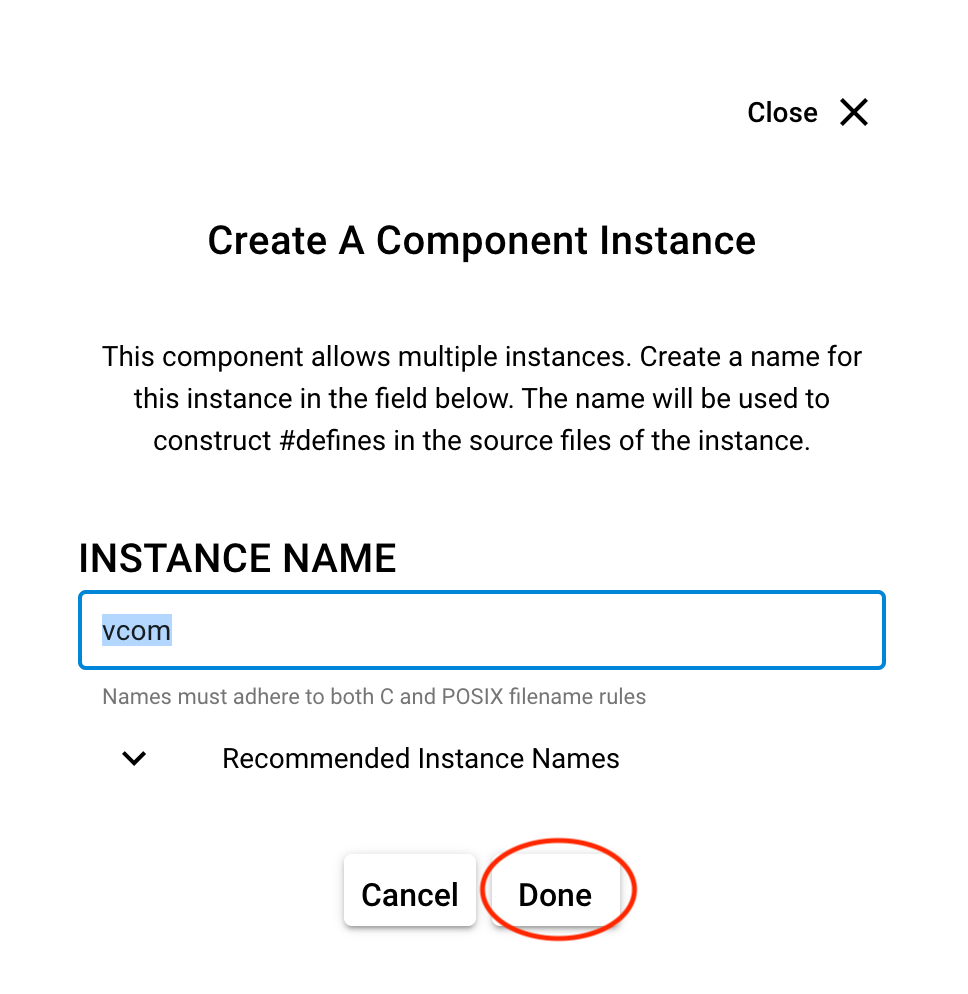 Close
Create A Component Instance
This component allows multiple instances. Create a name for
this instance in the field below. The name will be used to
construct #defines in the source files of the instance.
INSTANCE NAME
vcom
Names must adhere to both C and POSIX filename rules
Recommended Instance Names
Cancel Done